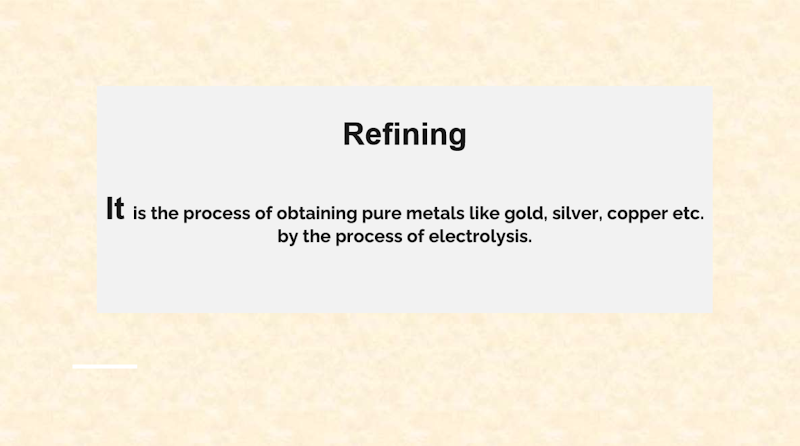 Refining
It is the process of obtaining pure metals like gold, silver, copper etc.
by the process of electrolysis.